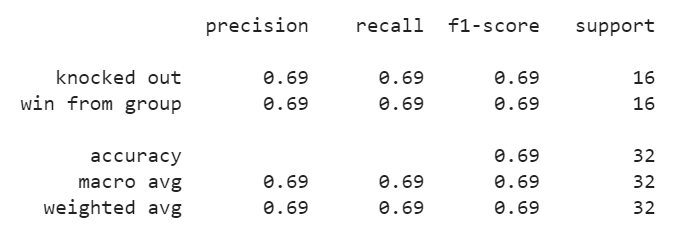 precision recall f1-score support
knocked out 0.69 0.69 0.69 16
win from group 0.69 0.69 0.69 16
accuracy 0.69 32
macro avg 0.69 0.69 0.69 32
weighted avg 0.69 0.69 0.69 32